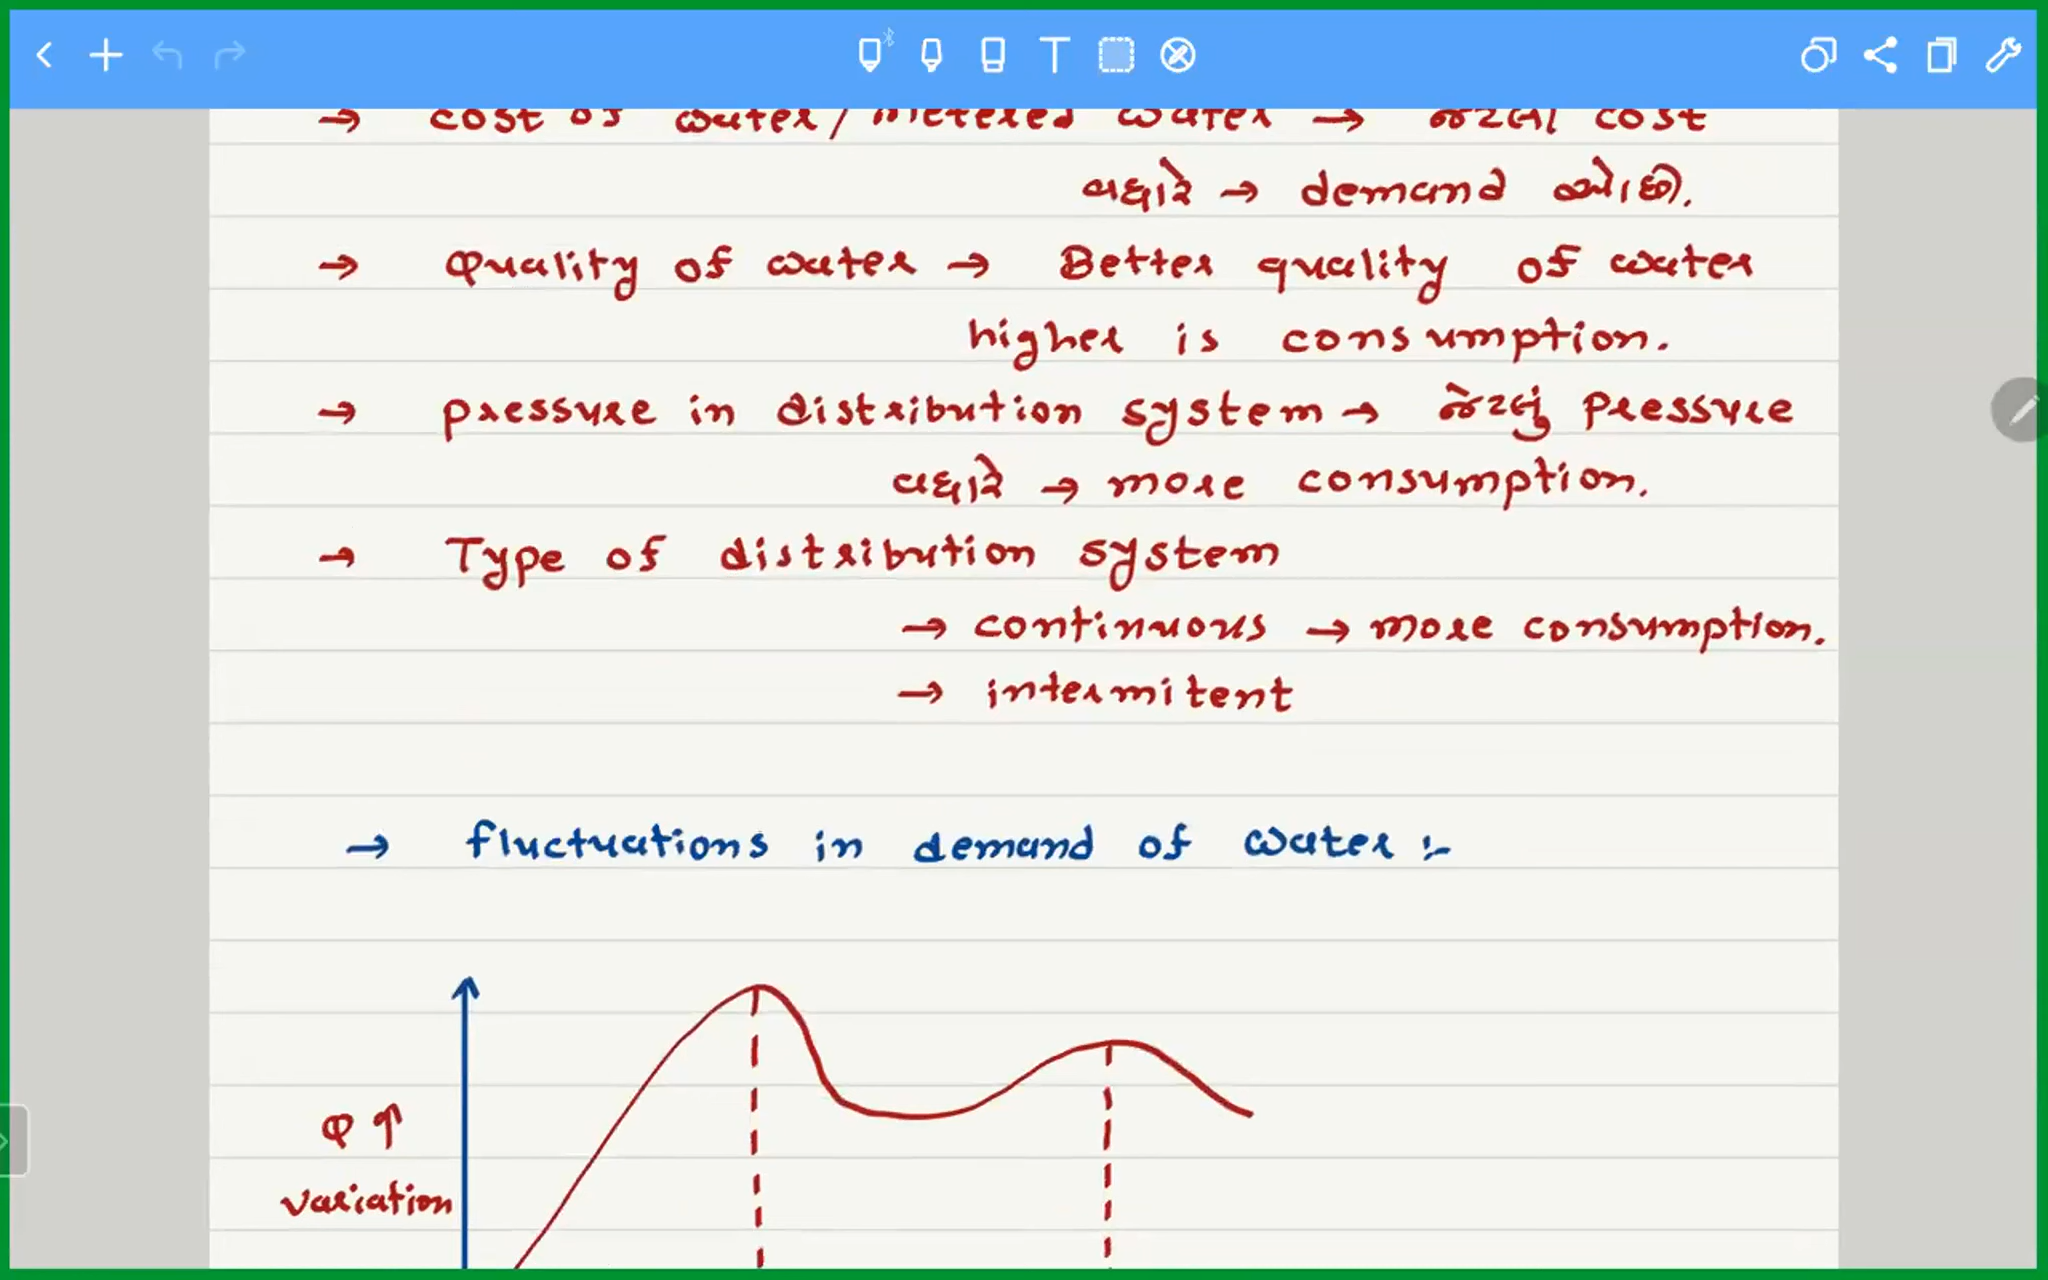 → cost of water/metered water → જેટલી cost
વધારે → demand ઓછી.
→ Quality of water → Better quality of water
higher is consumption.
→ pressure in distribution system → જેટલું pressure
વધારે → more consumption.
→ Type of distribution system
→ continuous → more consumption.
→ intermitent
→ fluctuations in demand of water :-
Q ↑
variation